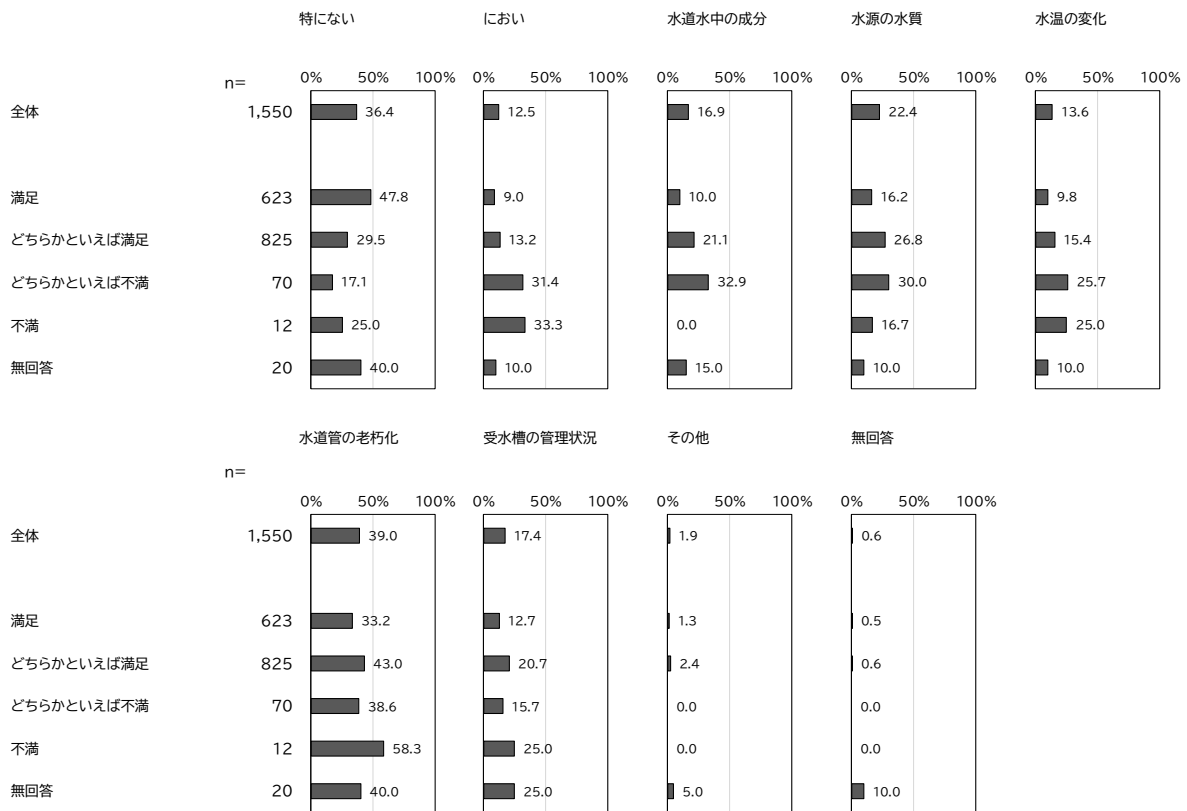 特にない におい 水道水中の成分 水源の水質 水温の変化
n= 0% 50% 100% 0% 50% 100% 0% 50% 100% 0% 50% 100% 0% 50% 100%
全体 1,550 36.4 12.5 16.9 22.4 13.6
満足 623 47.8 9.0 10.0 16.2 9.8
どちらかといえば満足 825 29.5 13.2 21.1 26.8 15.4
どちらかといえば不満 70 17.1 31.4 32.9 30.0 25.7
不満 12 25.0 33.3 0.0 16.7 25.0
無回答 20 40.0 10.0 15.0 10.0 10.0
水道管の老朽化 受水槽の管理状況 その他 無回答
n=
0% 50% 100% 0% 50% 100% 0% 50% 100% 0% 50% 100%
全体 1,550 39.0 17.4 1.9 0.6
満足 623 33.2 12.7 1.3 0.5
どちらかといえば満足 825 43.0 20.7 2.4 0.6
どちらかといえば不満 70 38.6 15.7 0.0 0.0
不満 12 58.3 25.0 0.0 0.0
無回答 20 40.0 25.0 5.0 10.0